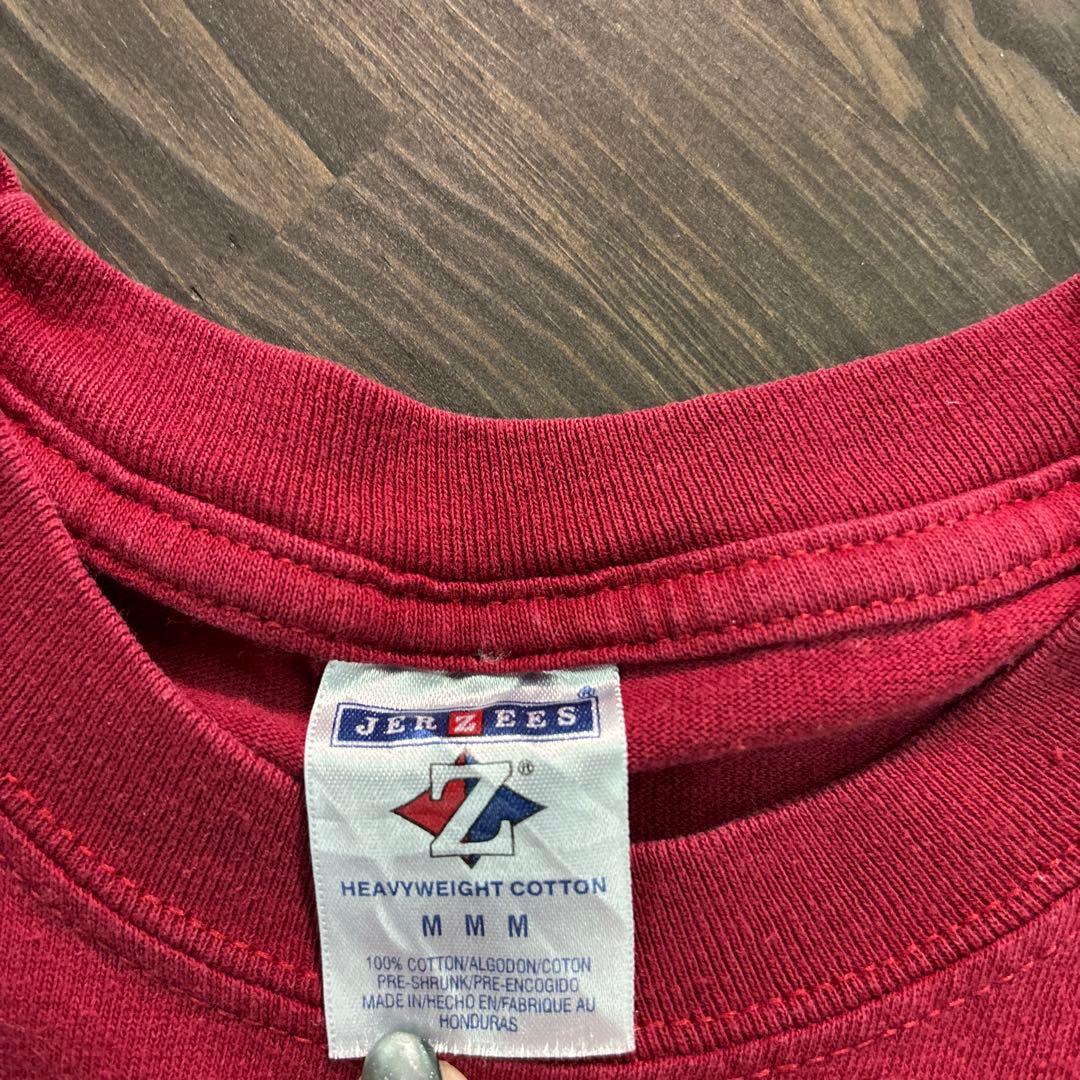 JERZEES®
Z®
HEAVYWEIGHT COTTON
M M M
100% COTTON/ALGODON/COTON
PRE-SHRUNK/PRE-ENCOGIDO
MADE IN/HECHO EN/FABRIQUE AU
HONDURAS